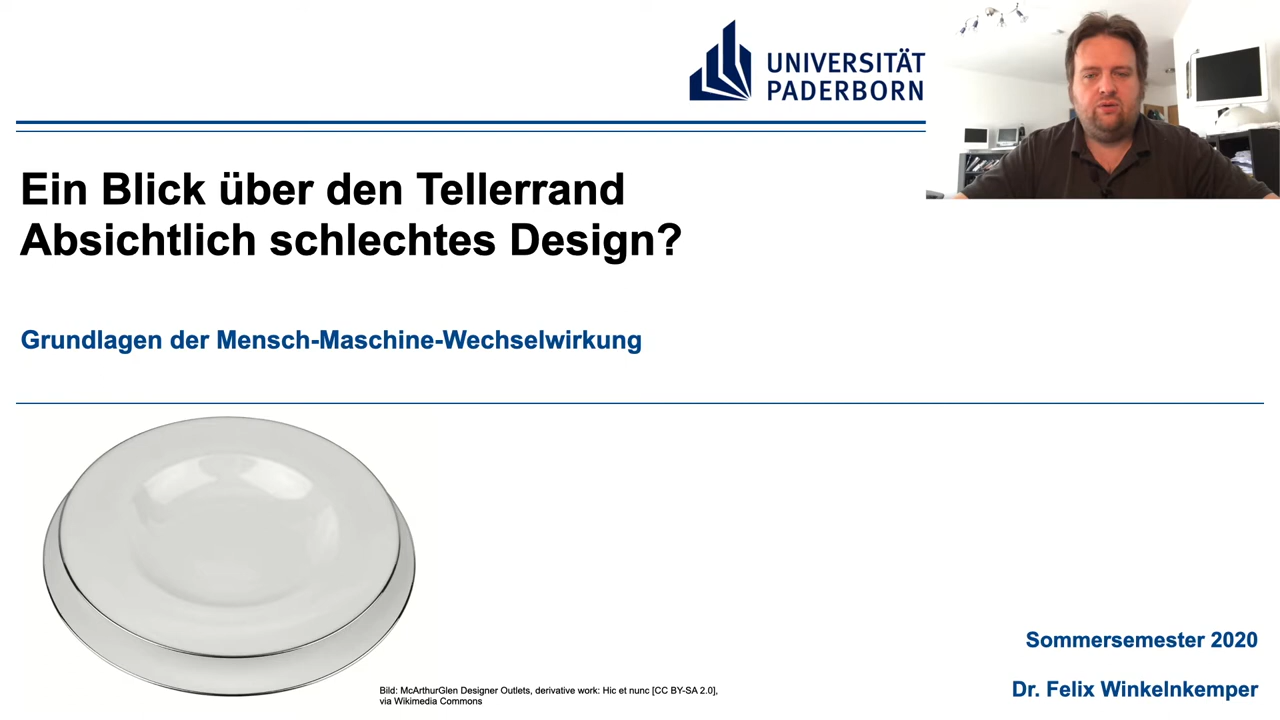 UNIVERSITÄT
PADERBORN
Ein Blick über den Tellerrand
Absichtlich schlechtes Design?
Grundlagen der Mensch-Maschine-Wechselwirkung
Bild: McArthurGlen Designer Outlets, derivative work: Hic et nunc [CC BY-SA 2.0],
via Wikimedia Commons
Sommersemester 2020
Dr. Felix Winkelnkemper